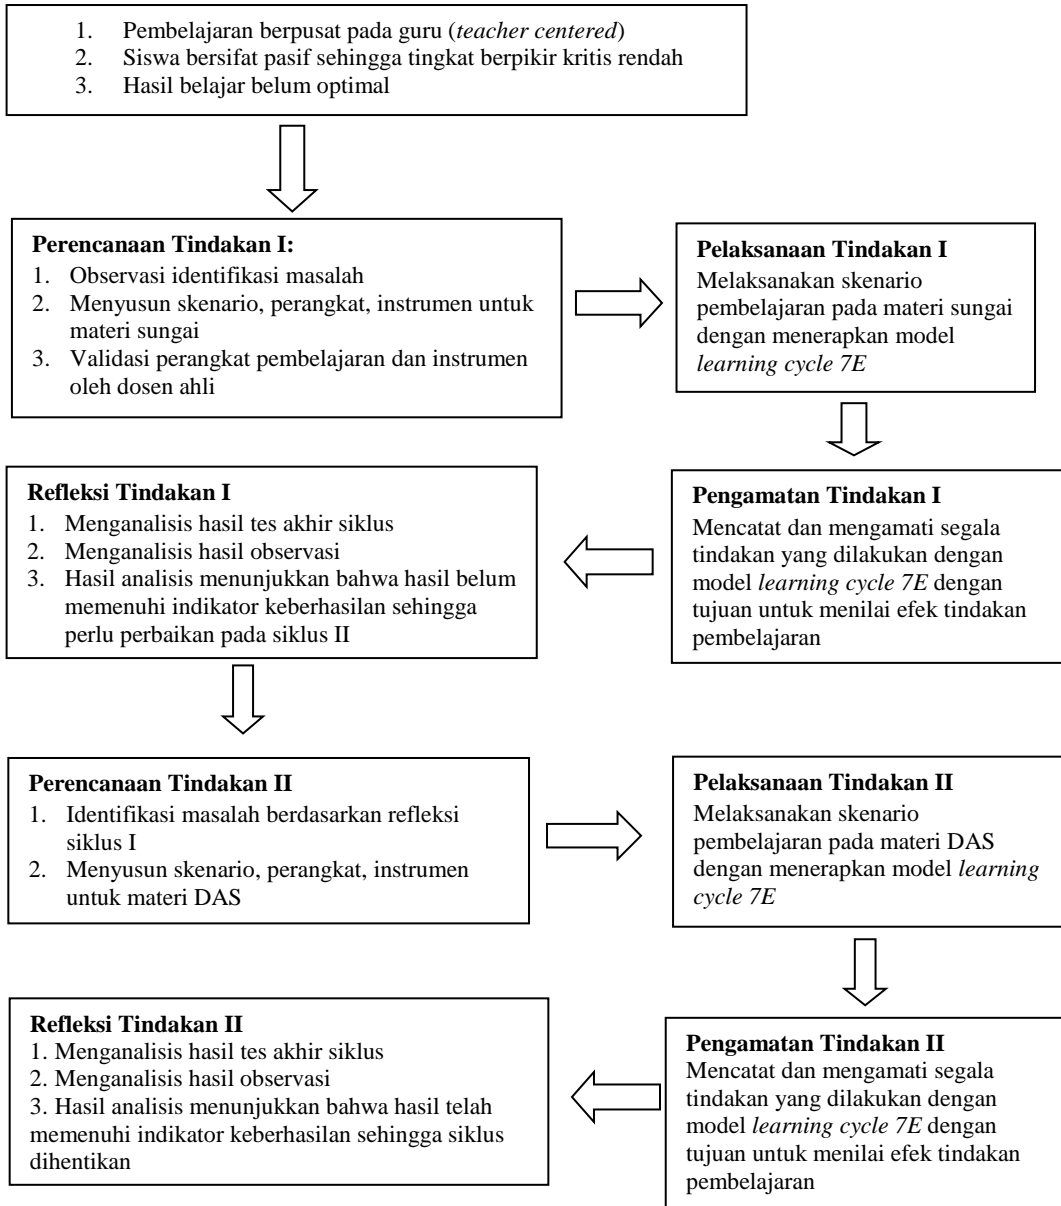 1. Pembelajaran berpusat pada guru (teacher centered)
2. Siswa bersifat pasif sehingga tingkat berpikir kritis rendah
3. Hasil belajar belum optimal
Perencanaan Tindakan I:
1. Observasi identifikasi masalah
2. Menyusun skenario, perangkat, instrumen untuk
materi sungai
3. Validasi perangkat pembelajaran dan instrumen
oleh dosen ahli
Pelaksanaan Tindakan I
Melaksanakan skenario
pembelajaran pada materi sungai
dengan menerapkan model
learning cycle 7E
Pengamatan Tindakan I
Mencatat dan mengamati segala
tindakan yang dilakukan dengan
model learning cycle 7E dengan
tujuan untuk menilai efek tindakan
pembelajaran
Refleksi Tindakan I
1. Menganalisis hasil tes akhir siklus
2. Menganalisis hasil observasi
3. Hasil analisis menunjukkan bahwa hasil belum
memenuhi indikator keberhasilan sehingga
perlu perbaikan pada siklus II
Perencanaan Tindakan II
1. Identifikasi masalah berdasarkan refleksi
siklus I
2. Menyusun skenario, perangkat, instrumen
untuk materi DAS
Pelaksanaan Tindakan II
Melaksanakan skenario
pembelajaran pada materi DAS
dengan menerapkan model learning
cycle 7E
Pengamatan Tindakan II
Mencatat dan mengamati segala
tindakan yang dilakukan dengan
model learning cycle 7E dengan
tujuan untuk menilai efek tindakan
pembelajaran
Refleksi Tindakan II
1. Menganalisis hasil tes akhir siklus
2. Menganalisis hasil observasi
3. Hasil analisis menunjukkan bahwa hasil telah
memenuhi indikator keberhasilan sehingga siklus
dihentikan